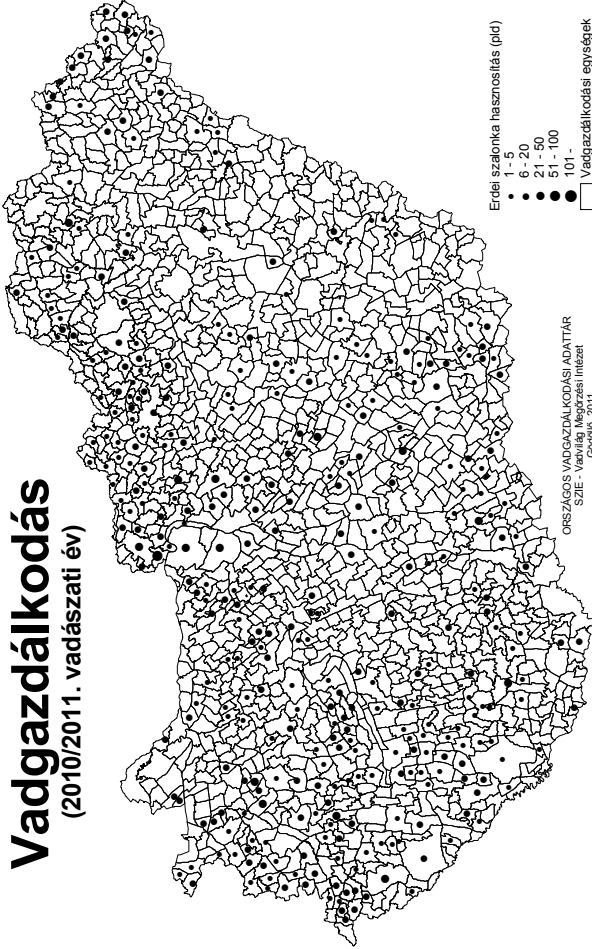 Vadgazdálkodás
(2010/2011. vadászati év)
Erdei szalonka hasznosítás (pld)
1 - 5
6 - 20
21 - 50
51 - 100
101 -
Vadgazdálkodási egységek
ORSZÁGOS VADGAZDÁLKODÁSI ADATTÁR
SZIE - Vadvilág Megőrzési Intézet
Gödöllő, 2011